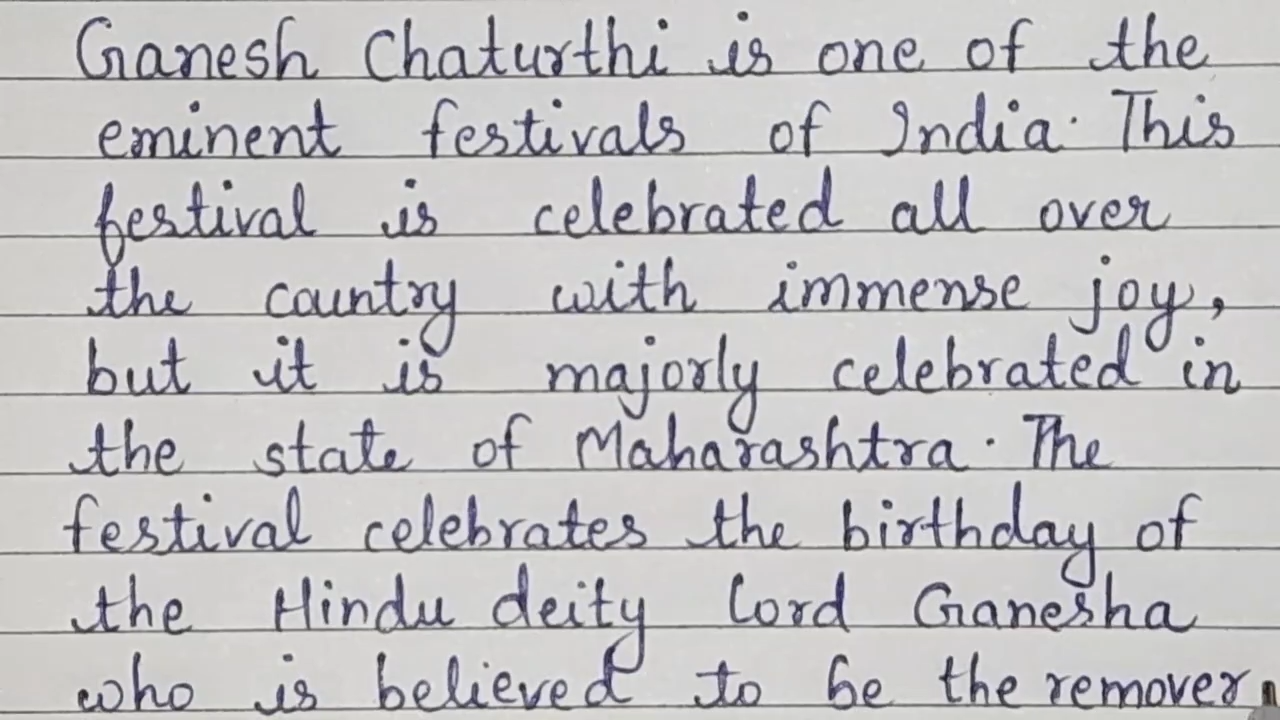 Ganesh Chaturthi is one of the
eminent festivals of India. This
festival is celebrated all over
the country with immense joy,
but it is majorly celebrated in
the state of Maharashtra. The
festival celebrates the birthday of
the Hindu deity Lord Ganesha
who is believed to be the remover